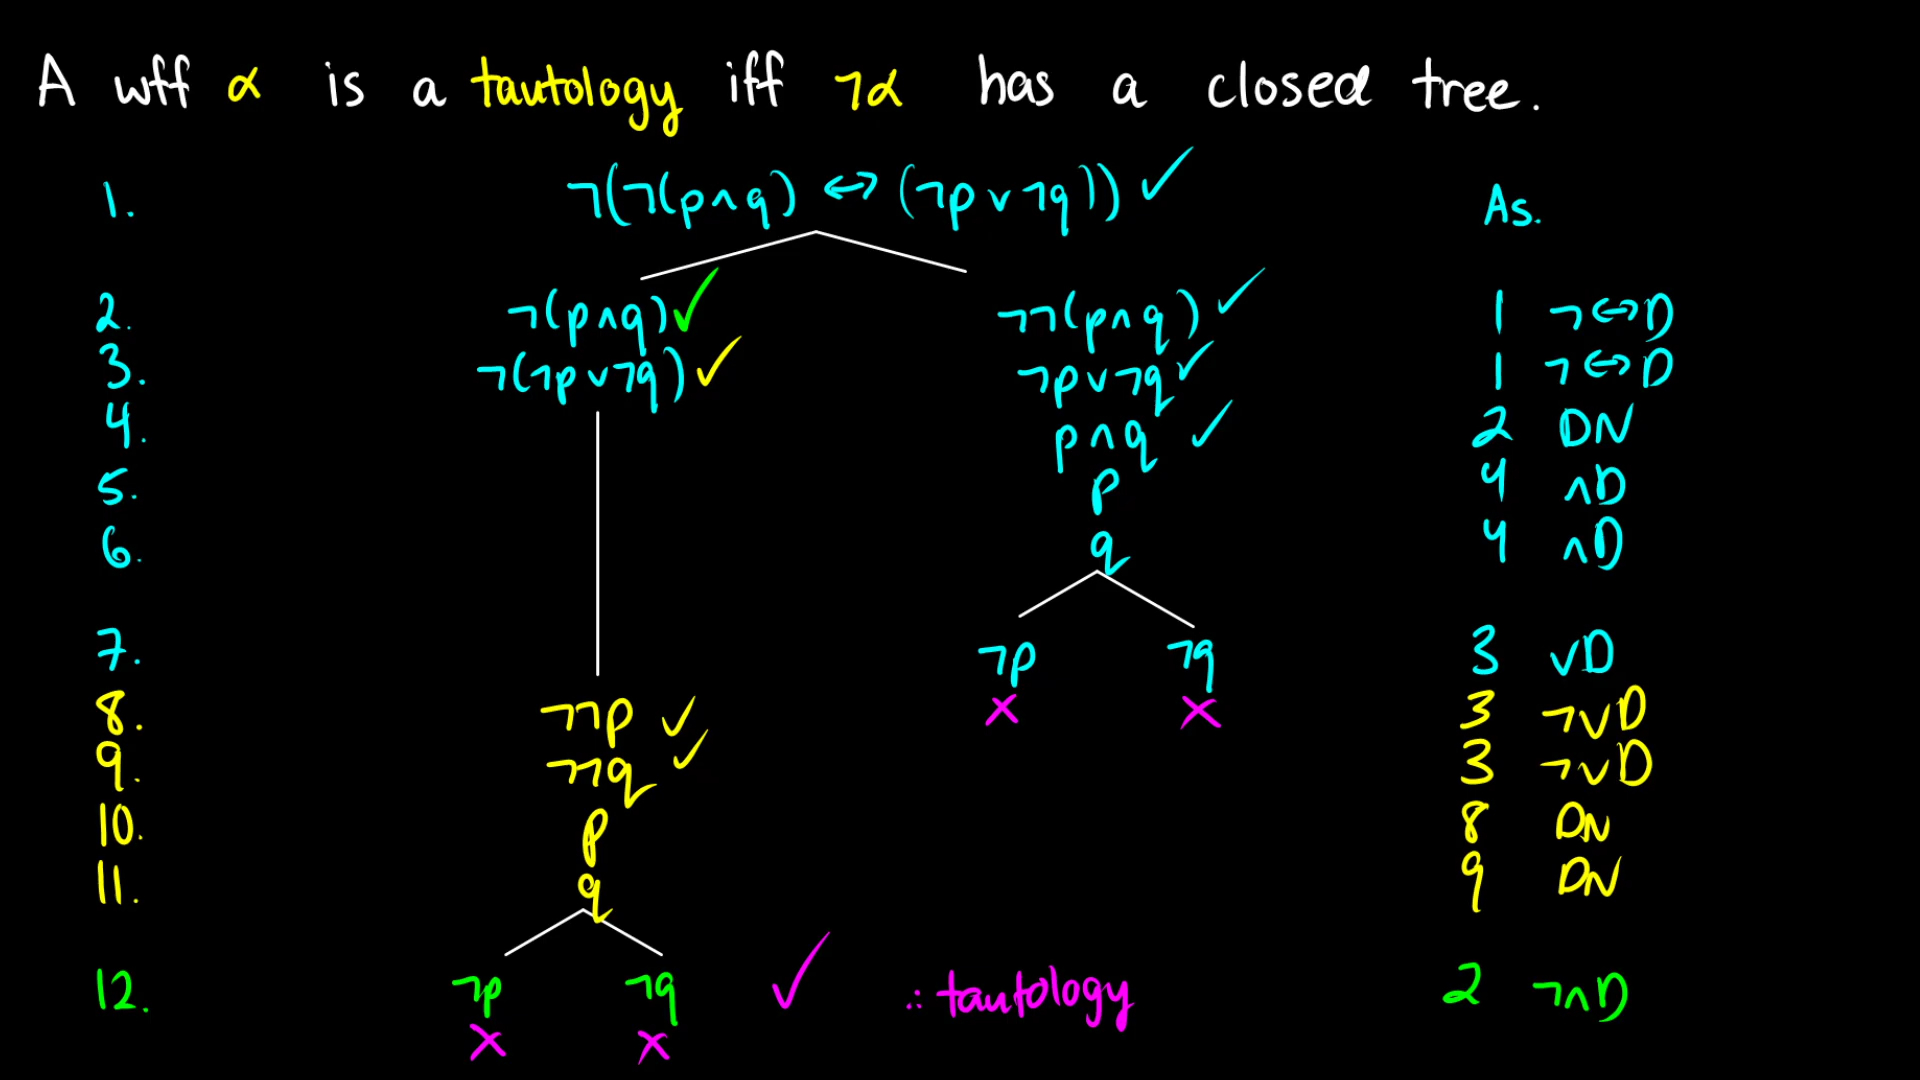 A wff α is a tautology iff ¬α has a closed tree.
1. ¬(¬(p∧q) ↔ (¬p∨¬q)) ✓ As.
2. ¬(p∧q) ✓ ¬¬(p∧q) ✓ 1 ¬↔D
3. ¬(¬p∨¬q) ✓ ¬p∨¬q ✓ 1 ¬↔D
4. p∧q ✓ 2 DN
5. p 4 ∧D
6. q 4 ∧D
7. ¬p ¬q 3 ∨D
× ×
8. ¬¬p ✓ 3 ¬∨D
9. ¬¬q ✓ 3 ¬∨D
10. p 8 DN
11. q 9 DN
12. ¬p ¬q ✓ ∴ tautology 2 ¬∧D
× ×